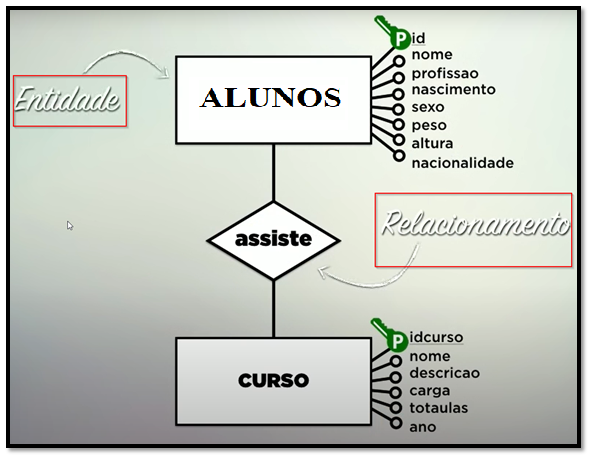 P id
nome
profissao
nascimento
sexo
peso
altura
nacionalidade
Entidade
ALUNOS
assiste
Relacionamento
P idcurso
nome
descricao
carga
totaulas
ano
CURSO